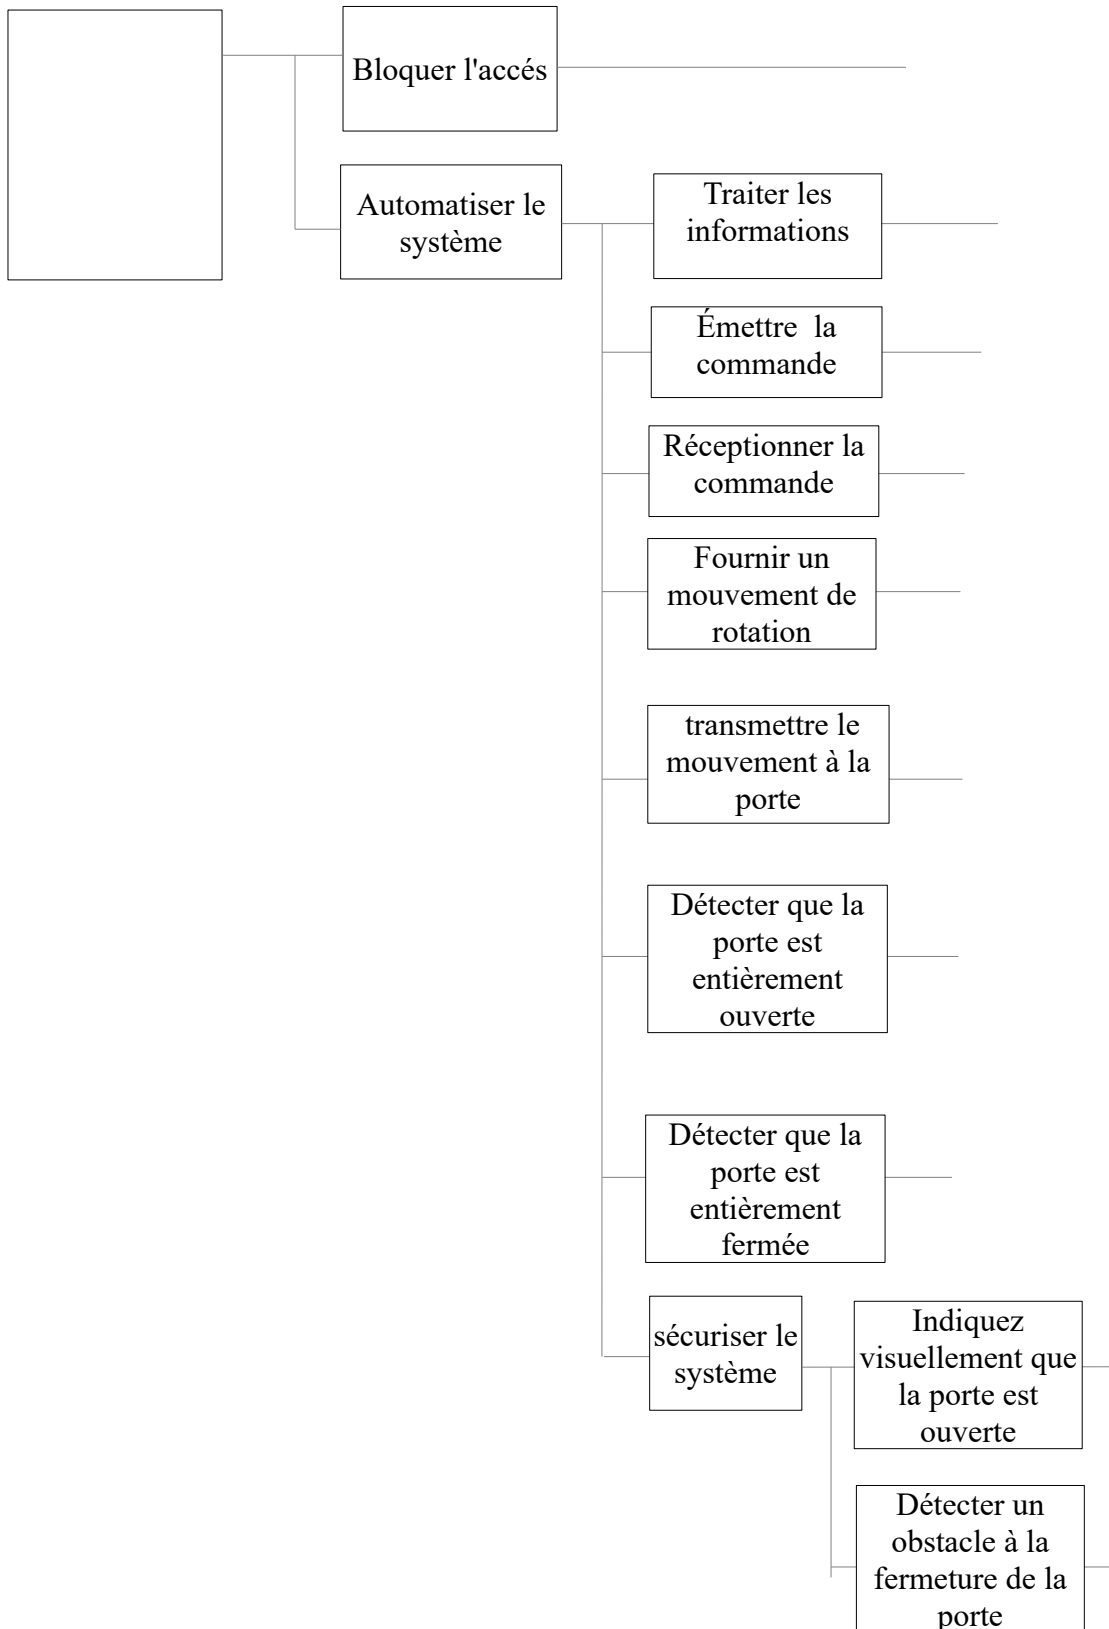 Bloquer l'accés
Automatiser le
système
Traiter les
informations
Émettre  la
commande
Réceptionner la
commande
Fournir un
mouvement de
rotation
transmettre le
mouvement à la
porte
Détecter que la
porte est
entièrement
ouverte
Détecter que la
porte est
entièrement
fermée
sécuriser le
système
Indiquez
visuellement que
la porte est
ouverte
Détecter un
obstacle à la
fermeture de la
porte